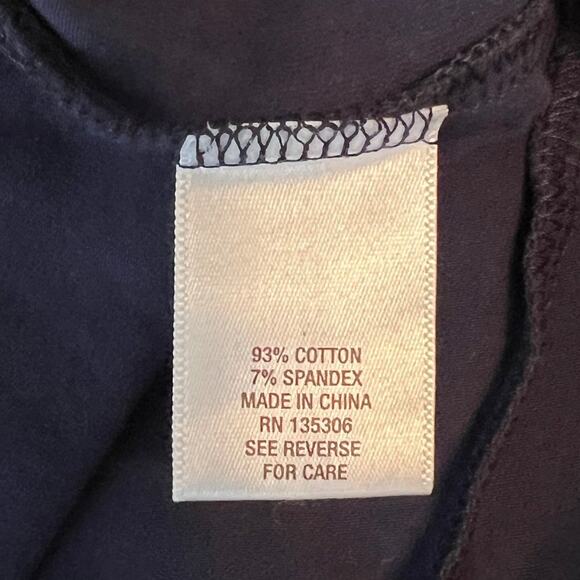 93% COTTON
7% SPANDEX
MADE IN CHINA
RN 135306
SEE REVERSE
FOR CARE